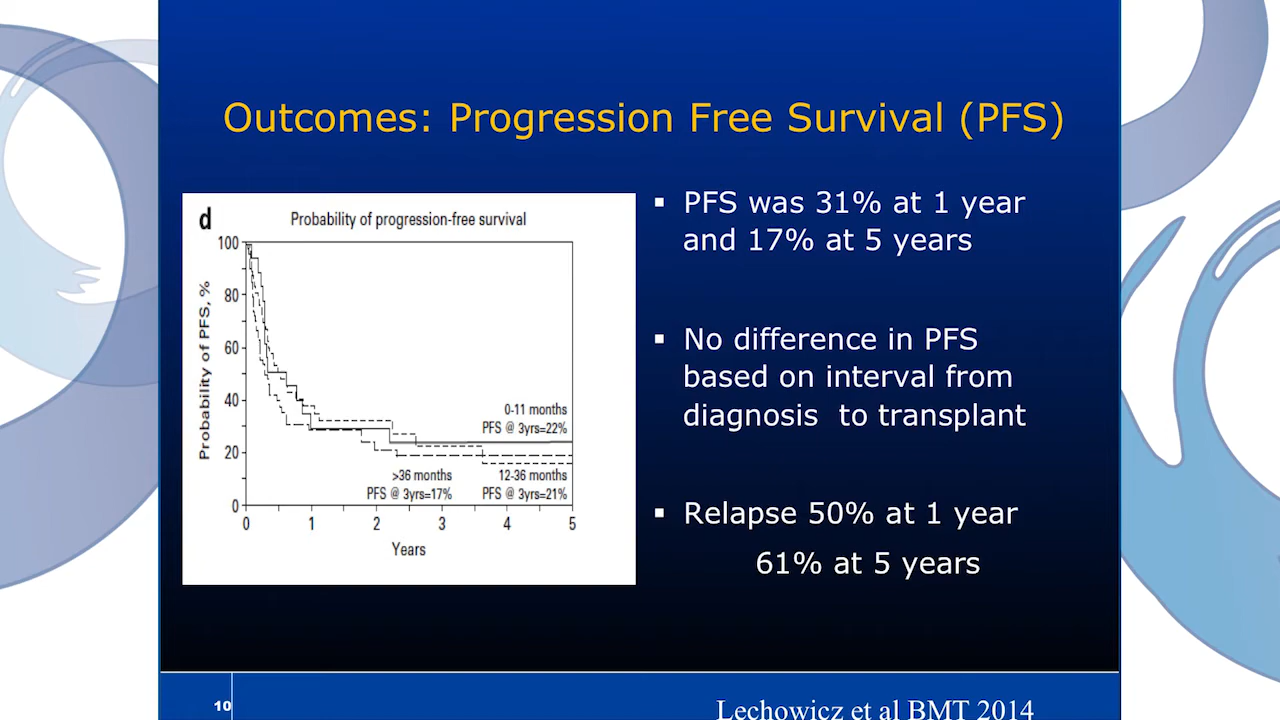 Outcomes: Progression Free Survival (PFS)
d
Probability of progression-free survival
Probability of PFS, %
100
80
60
40
20
0
0 1 2 3 4 5
Years
0-11 months
PFS @ 3yrs=22%
>36 months
PFS @ 3yrs=17%
12-36 months
PFS @ 3yrs=21%
▪ PFS was 31% at 1 year
and 17% at 5 years
▪ No difference in PFS
based on interval from
diagnosis to transplant
▪ Relapse 50% at 1 year
61% at 5 years
10
Lechowicz et al BMT 2014